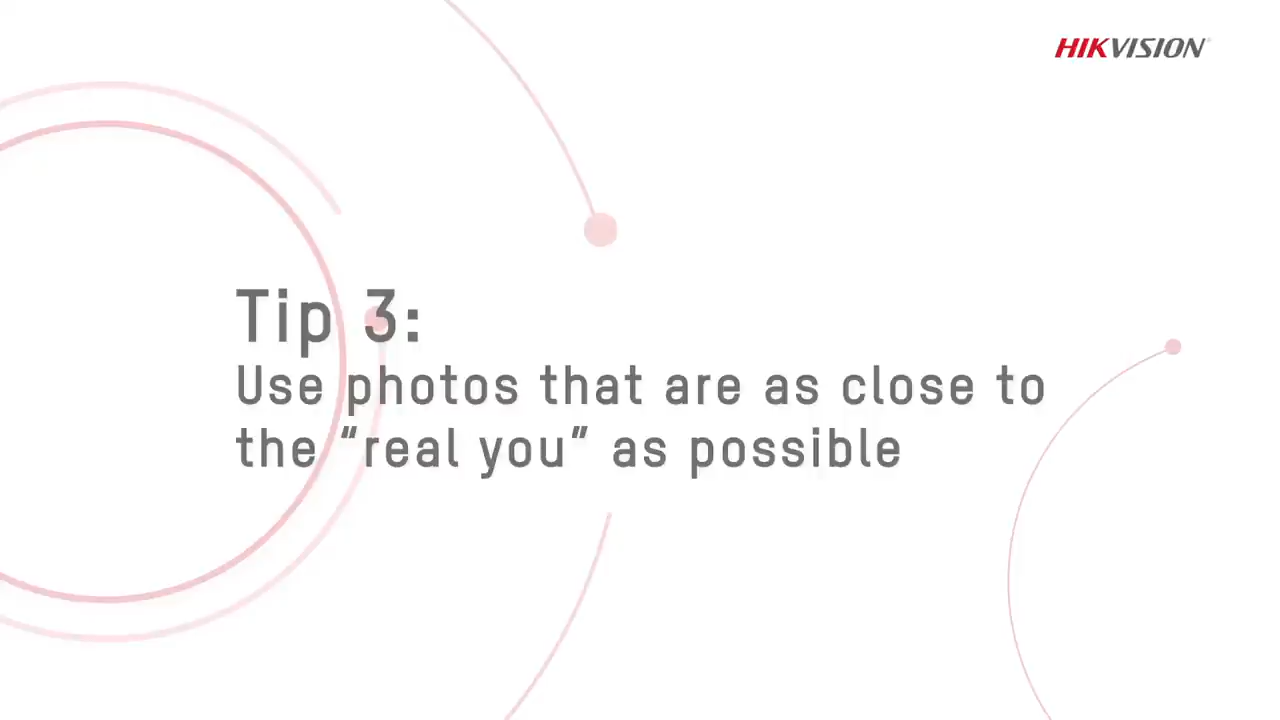 HIKVISION
Tip 3:
Use photos that are as close to
the “real you” as possible